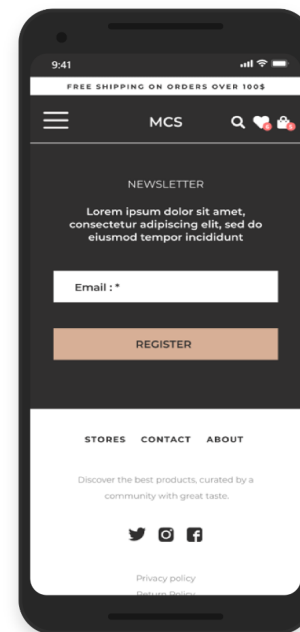 9:41
FREE SHIPPING ON ORDERS OVER 100$
MCS
NEWSLETTER
Lorem ipsum dolor sit amet,
consectetur adipiscing elit, sed do
eiusmod tempor incididunt
Email : *
REGISTER
STORES CONTACT ABOUT
Discover the best products, curated by a
community with great taste.
Privacy policy
Return Policy